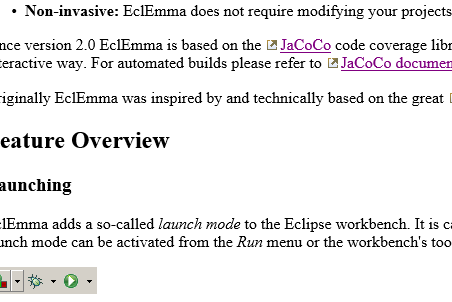 • Non-invasive: EclEmma does not require modifying your projects
nce version 2.0 EclEmma is based on the JaCoCo code coverage libr
teractive way. For automated builds please refer to JaCoCo documen
riginally EclEmma was inspired by and technically based on the great
eature Overview
aunching
clEmma adds a so-called launch mode to the Eclipse workbench. It is ca
unch mode can be activated from the Run menu or the workbench's too